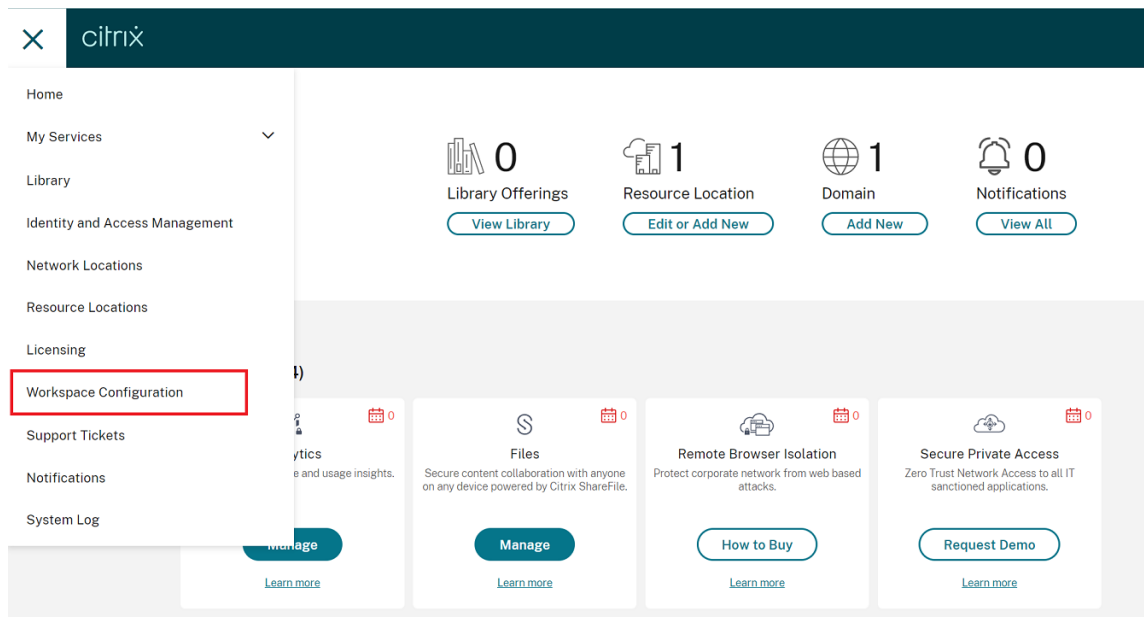 citrix
Home
My Services
Library
Identity and Access Management
Network Locations
Resource Locations
Licensing
Workspace Configuration
Support Tickets
Notifications
System Log
0
Library Offerings
View Library
1
Resource Location
Edit or Add New
1
Domain
Add New
0
Notifications
View All
4)
0
ytics
e and usage insights.
Manage
Learn more
0
Files
Secure content collaboration with anyone
on any device powered by Citrix ShareFile.
Manage
Learn more
0
Remote Browser Isolation
Protect corporate network from web based
attacks.
How to Buy
Learn more
0
Secure Private Access
Zero Trust Network Access to all IT
sanctioned applications.
Request Demo
Learn more